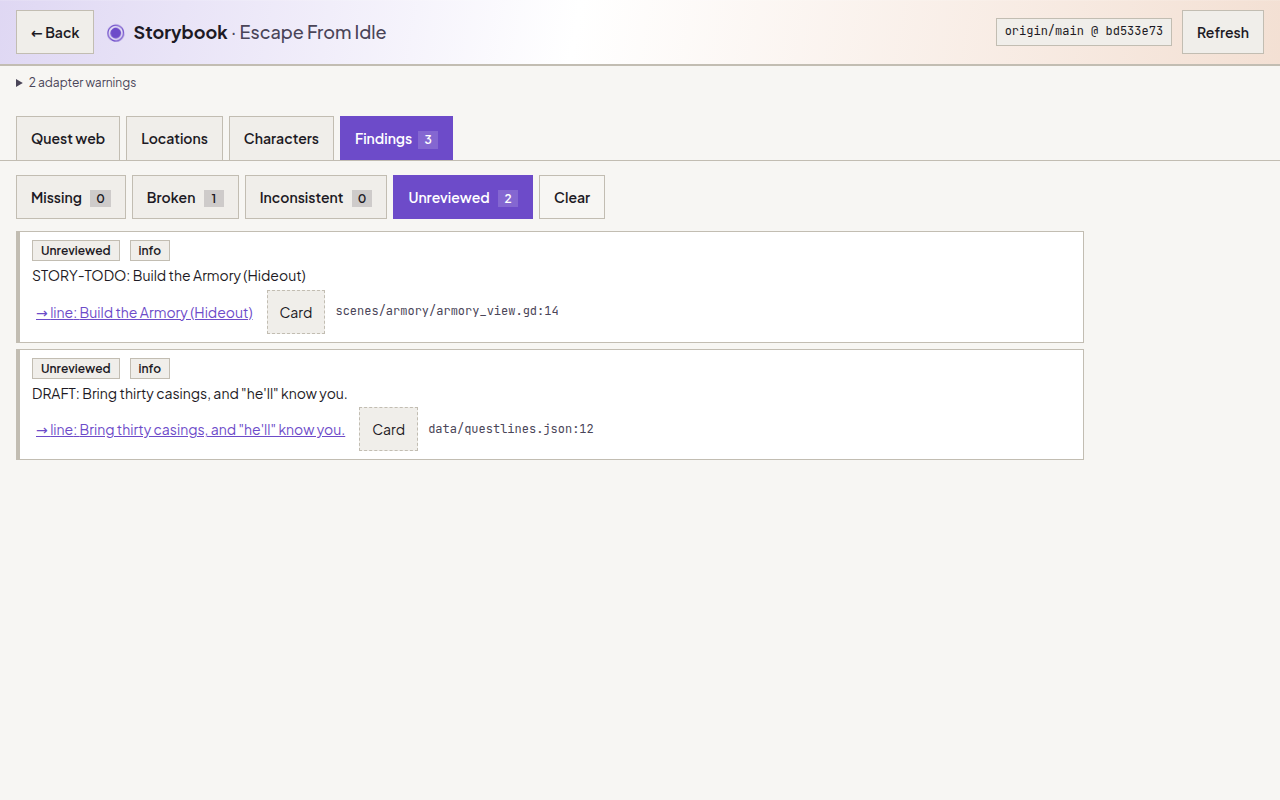 ← Back
Storybook · Escape From Idle
origin/main @ bd533e73
Refresh
▶ 2 adapter warnings
Quest web
Locations
Characters
Findings 3
Missing 0
Broken 1
Inconsistent 0
Unreviewed 2
Clear
Unreviewed info
STORY-TODO: Build the Armory (Hideout)
→ line: Build the Armory (Hideout) Card scenes/armory/armory_view.gd:14
Unreviewed info
DRAFT: Bring thirty casings, and "he'll" know you.
→ line: Bring thirty casings, and "he'll" know you. Card data/questlines.json:12